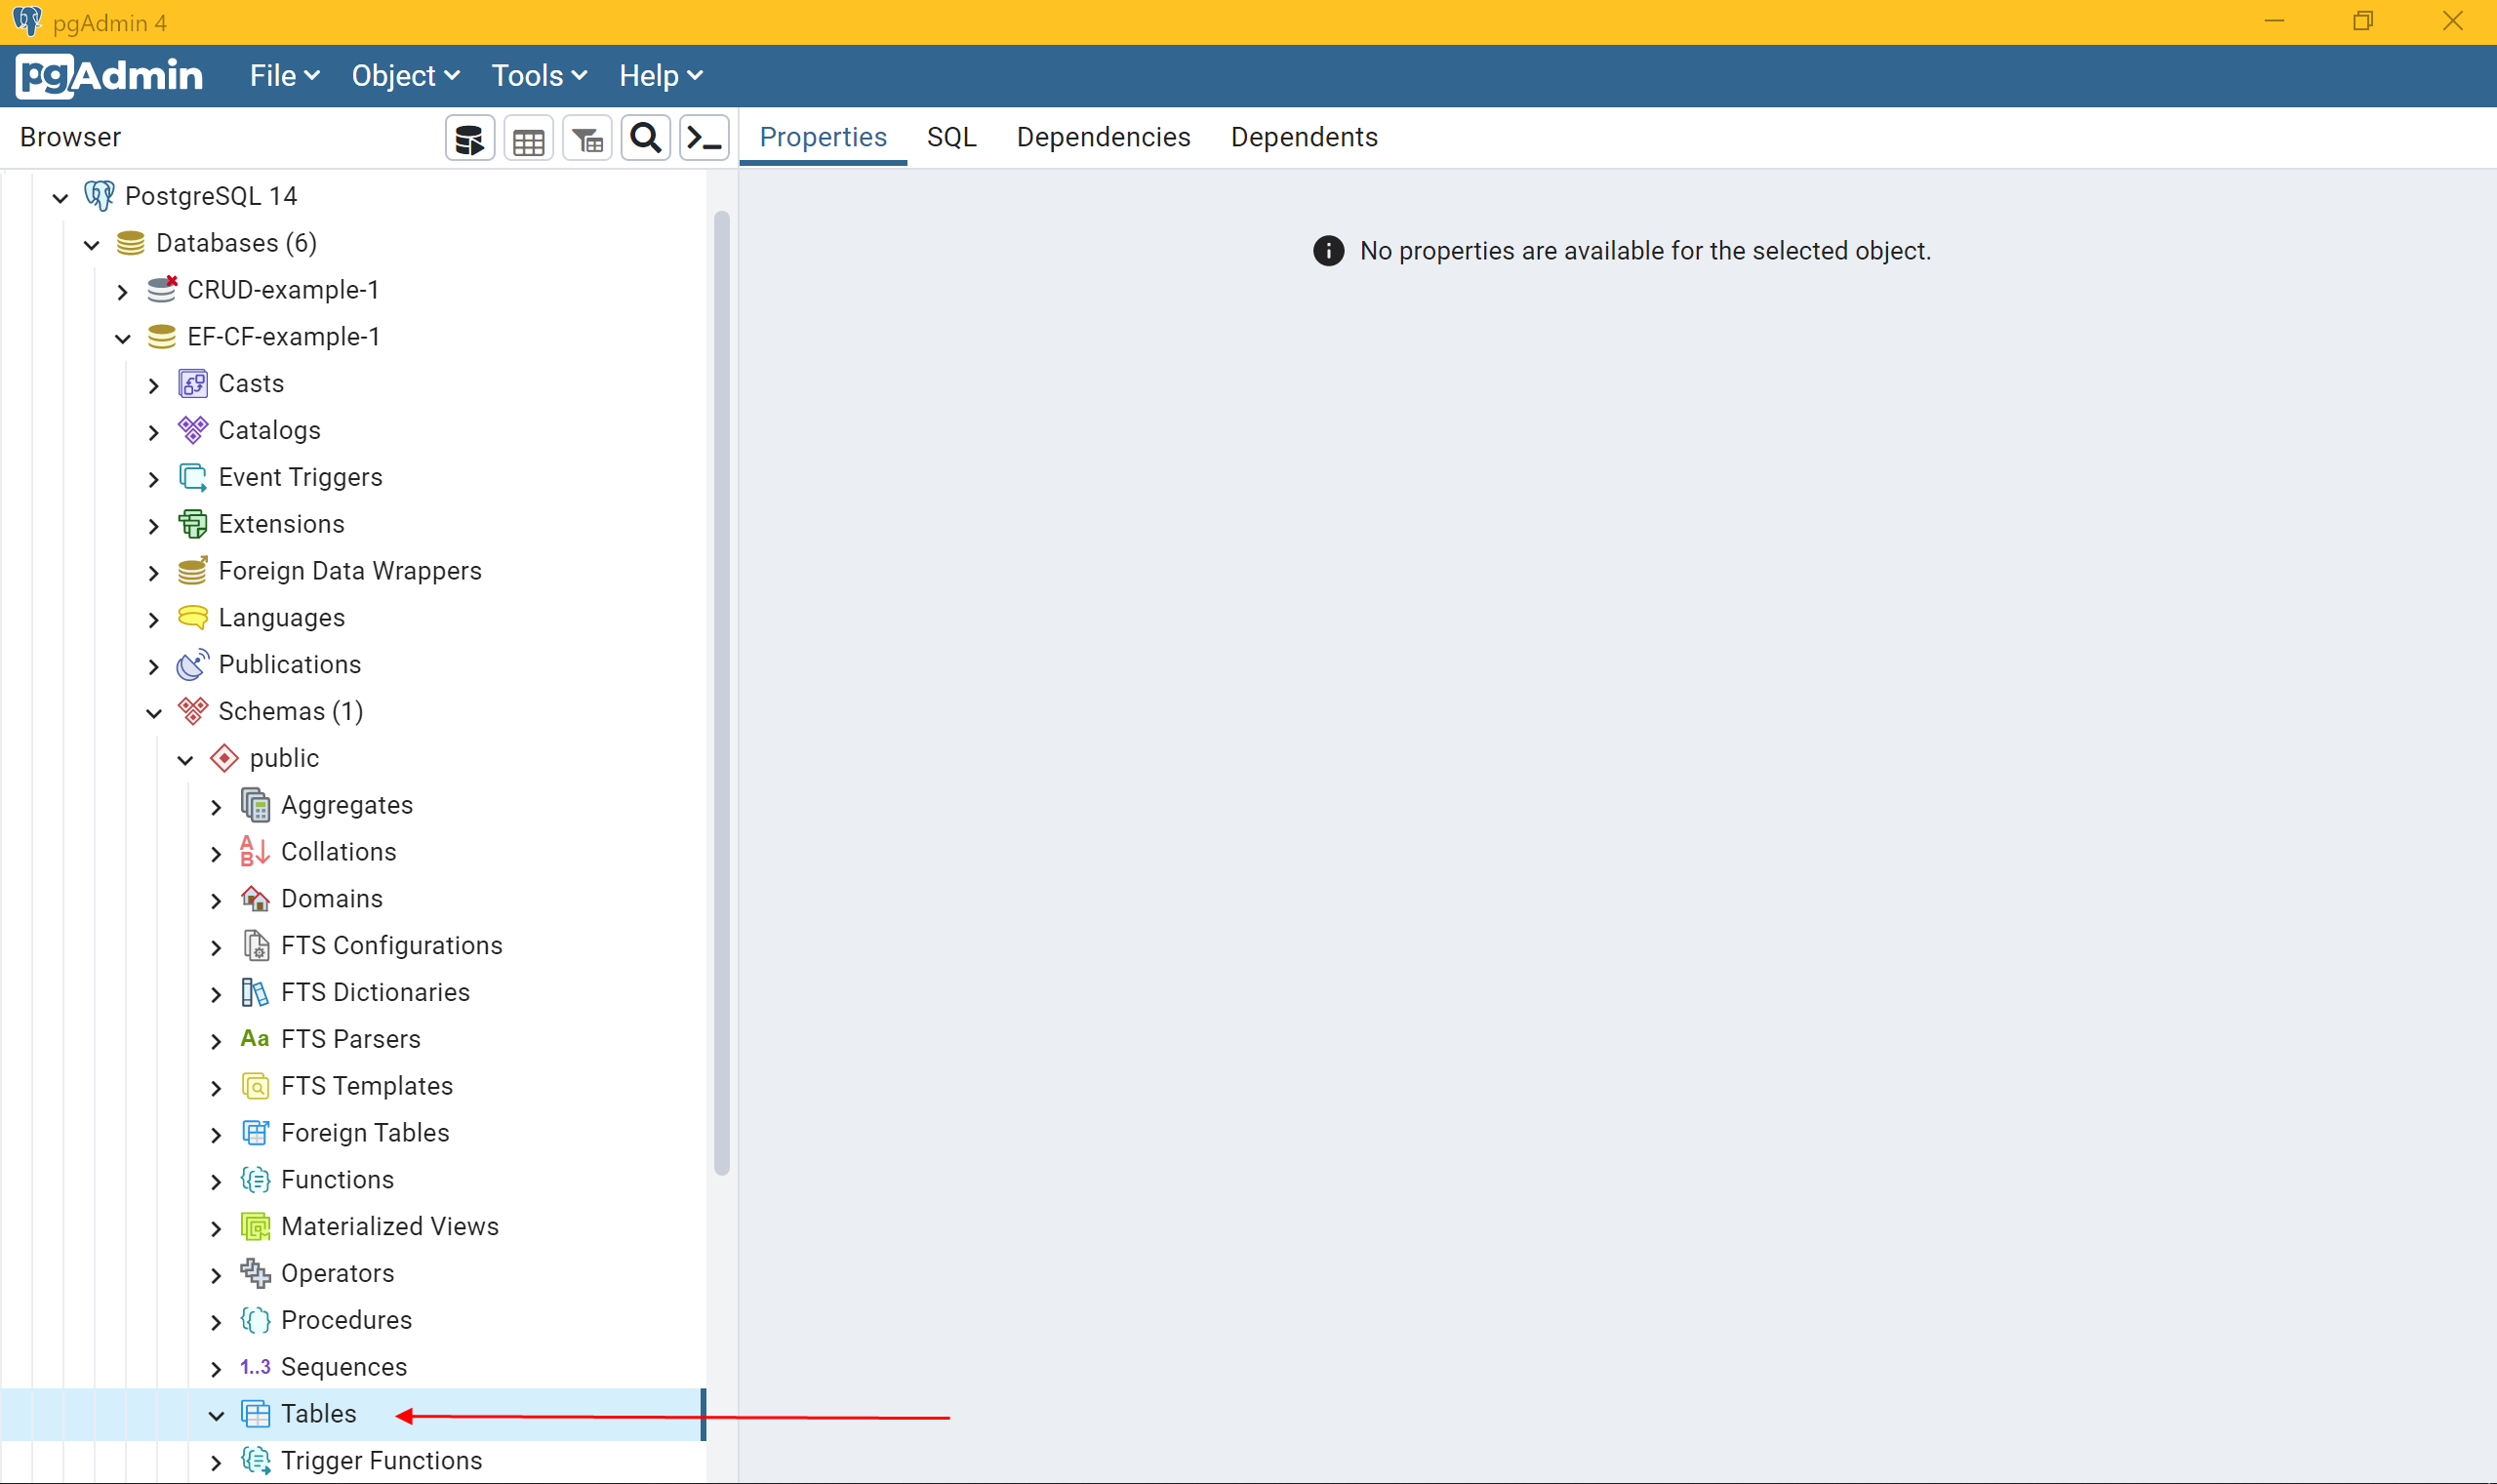 pgAdmin 4
pgAdmin File Object Tools Help
Browser Properties SQL Dependencies Dependents
PostgreSQL 14
Databases (6)
No properties are available for the selected object.
CRUD-example-1
EF-CF-example-1
Casts
Catalogs
Event Triggers
Extensions
Foreign Data Wrappers
Languages
Publications
Schemas (1)
public
Aggregates
Collations
Domains
FTS Configurations
FTS Dictionaries
Aa FTS Parsers
FTS Templates
Foreign Tables
Functions
Materialized Views
Operators
Procedures
1..3 Sequences
Tables
Trigger Functions